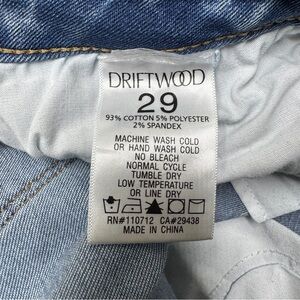 DRIFTWOOD
29
93% COTTON 5% POLYESTER
2% SPANDEX
MACHINE WASH COLD
OR HAND WASH COLD
NO BLEACH
NORMAL CYCLE
TUMBLE DRY
LOW TEMPERATURE
OR LINE DRY
RN#110712 CA#29438
MADE IN CHINA